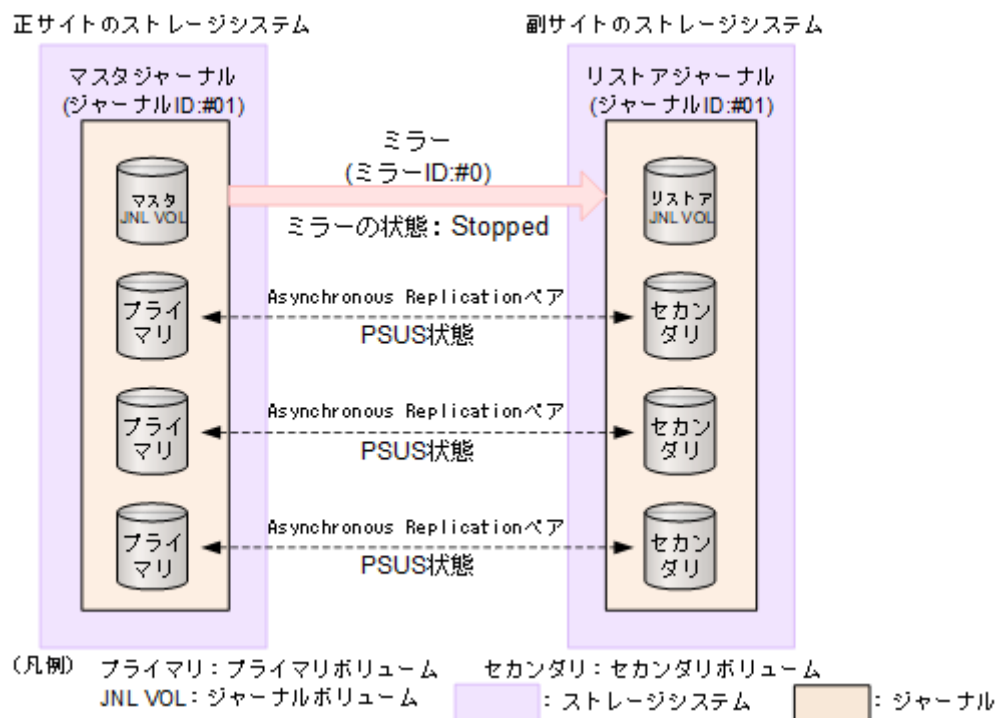 正サイトのストレージシステム
副サイトのストレージシステム
マスタジャーナル
(ジャーナルID:#01)
リストアジャーナル
(ジャーナルID:#01)
ミラー
(ミラーID:#0)
マスタ
JNL VOL
リストア
JNL VOL
ミラーの状態：Stopped
プライ
マリ
Asynchronous Replicationペア
PSUS状態
セカン
ダリ
プライ
マリ
Asynchronous Replicationペア
PSUS状態
セカン
ダリ
プライ
マリ
Asynchronous Replicationペア
PSUS状態
セカン
ダリ
(凡例) プライマリ：プライマリボリューム セカンダリ：セカンダリボリューム
JNL VOL：ジャーナルボリューム ：ストレージシステム ：ジャーナル